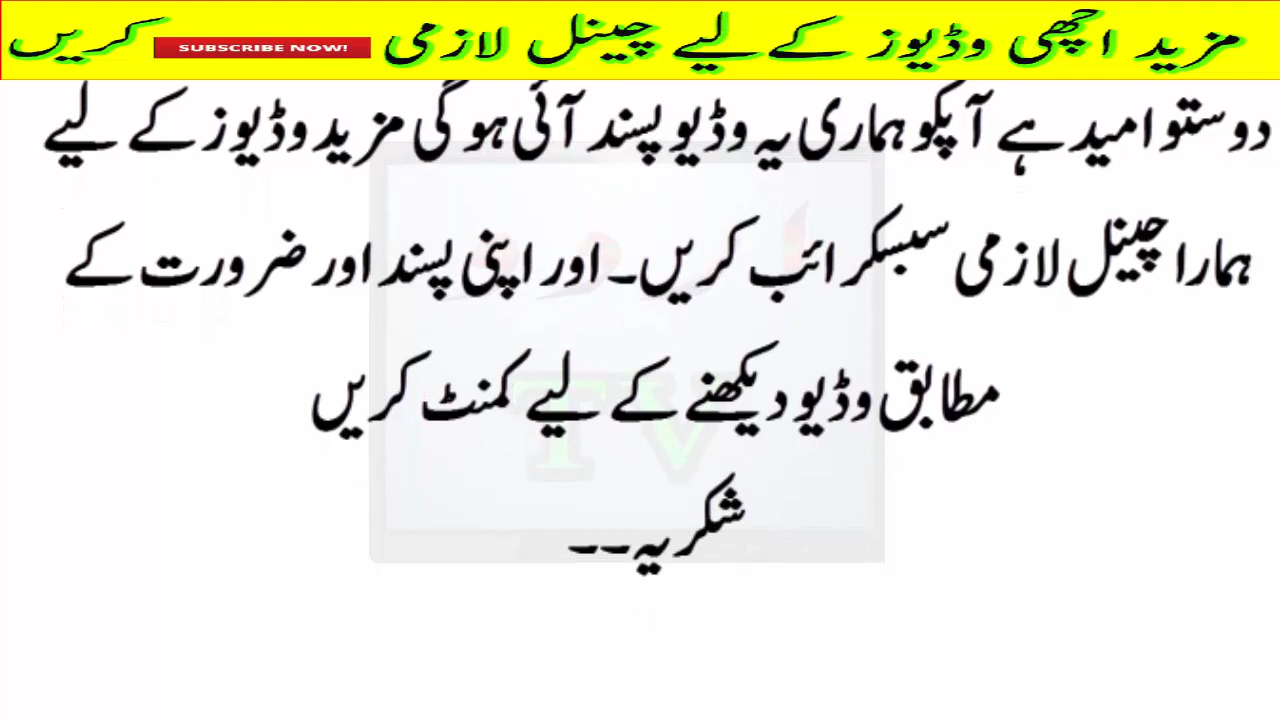 مزید اچھی وڈیوز کے لیے چینل لازمی SUBSCRIBE NOW! کریں
دوستو امید ہے آپکو ہماری یہ وڈیو پسند آئی ہوگی مزید وڈیوز کے لیے
ہمارا چینل لازمی سبسکرائب کریں۔ اور اپنی پسند اور ضرورت کے
مطابق وڈیو دیکھنے کے لیے کمنٹ کریں
شکریہ۔۔۔
TV